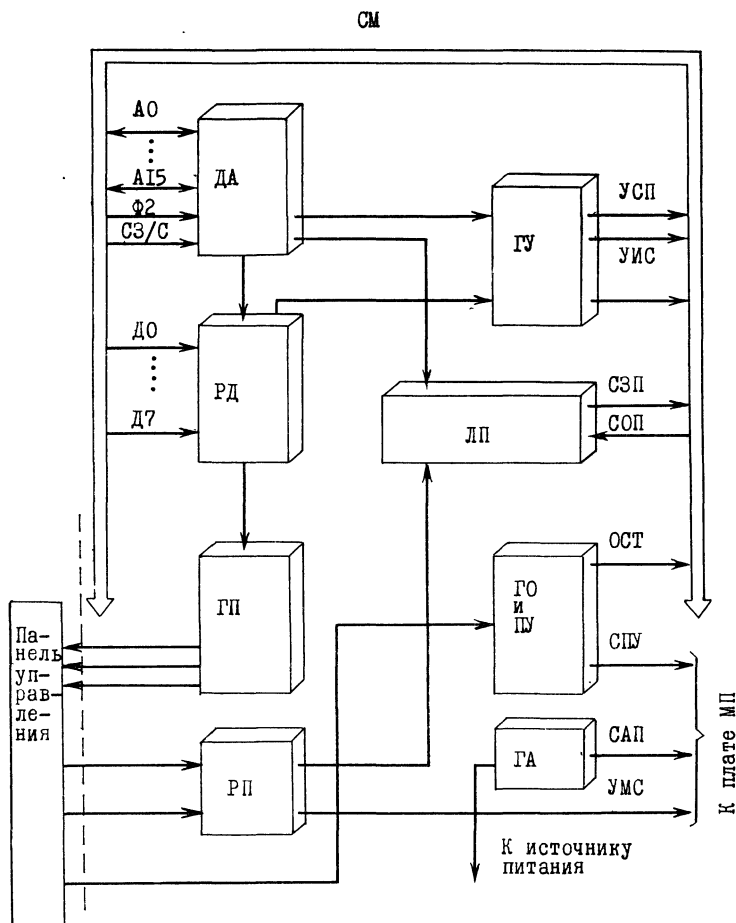 СМ
А0
АI5
Ф2
СЗ/С
ДА
ГУ
УСП
УИС
Д0
Д7
РД
ЛП
СЗП
СОП
ГП
ГО
и
ПУ
ОСТ
СПУ
Па-
нель
уп-
рав-
ле-
ния
РП
ГА
САП
УМС
К плате МП
К источнику
питания